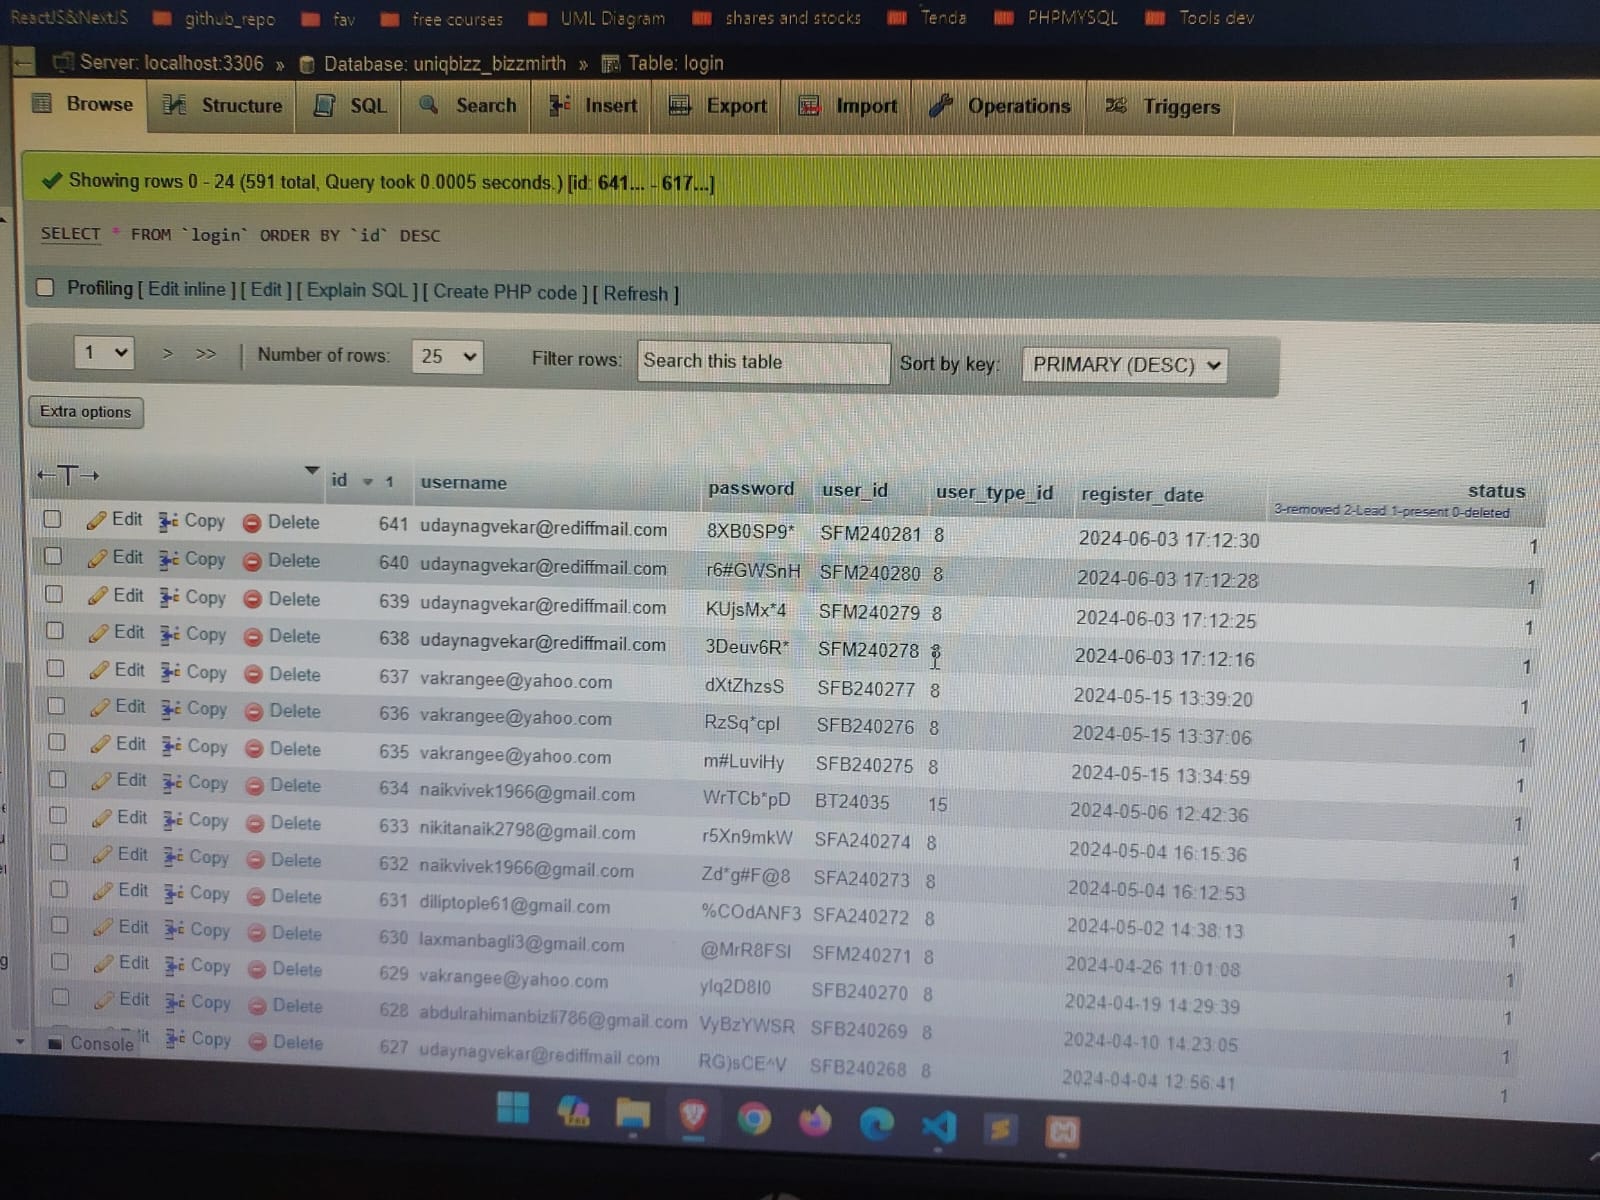 ReactJS&NextJS github_repo fav free courses UML Diagram shares and stocks Tenda PHPMYSQL Tools dev
Server: localhost:3306 » Database: uniqbizz_bizzmirth » Table: login
Browse Structure SQL Search Insert Export Import Operations Triggers
Showing rows 0 - 24 (591 total, Query took 0.0005 seconds.) [id: 641... - 617...]
SELECT * FROM `login` ORDER BY `id` DESC
Profiling [ Edit inline ] [ Edit ] [ Explain SQL ] [ Create PHP code ] [ Refresh ]
1 > >> Number of rows: 25 Filter rows: Search this table Sort by key: PRIMARY (DESC)
Extra options
←T→ id 1 username password user_id user_type_id register_date status
3-removed 2-Lead 1-present 0-deleted
Edit Copy Delete 641 udaynagvekar@rediffmail.com 8XB0SP9* SFM240281 8 2024-06-03 17:12:30 1
Edit Copy Delete 640 udaynagvekar@rediffmail.com r6#GWSnH SFM240280 8 2024-06-03 17:12:28 1
Edit Copy Delete 639 udaynagvekar@rediffmail.com KUjsMx*4 SFM240279 8 2024-06-03 17:12:25 1
Edit Copy Delete 638 udaynagvekar@rediffmail.com 3Deuv6R* SFM240278 8 2024-06-03 17:12:16 1
Edit Copy Delete 637 vakrangee@yahoo.com dXtZhzsS SFB240277 8 2024-05-15 13:39:20 1
Edit Copy Delete 636 vakrangee@yahoo.com RzSq*cpI SFB240276 8 2024-05-15 13:37:06 1
Edit Copy Delete 635 vakrangee@yahoo.com m#LuviHy SFB240275 8 2024-05-15 13:34:59 1
Edit Copy Delete 634 naikvivek1966@gmail.com WrTCb*pD BT24035 15 2024-05-06 12:42:36 1
Edit Copy Delete 633 nikitanaik2798@gmail.com r5Xn9mkW SFA240274 8 2024-05-04 16:15:36 1
Edit Copy Delete 632 naikvivek1966@gmail.com Zd*g#F@8 SFA240273 8 2024-05-04 16:12:53 1
Edit Copy Delete 631 diliptople61@gmail.com %COdANF3 SFA240272 8 2024-05-02 14:38:13 1
Edit Copy Delete 630 laxmanbagli3@gmail.com @MrR8FSI SFM240271 8 2024-04-26 11:01:08 1
Edit Copy Delete 629 vakrangee@yahoo.com ylq2D8I0 SFB240270 8 2024-04-19 14:29:39 1
Edit Copy Delete 628 abdulrahimanbizli786@gmail.com VyBzYWSR SFB240269 8 2024-04-10 14:23:05 1
Copy Delete 627 udaynagvekar@rediffmail.com RG)sCE^V SFB240268 8 2024-04-04 12:56:41 1
Console